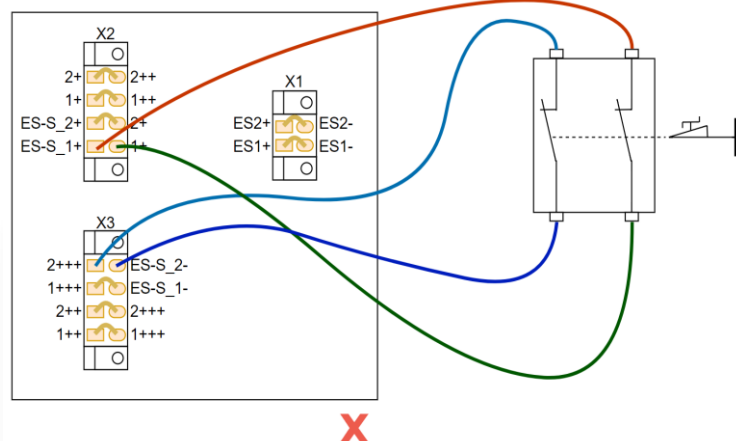 X2
2+ 2++
1+ 1++
ES-S_2+ 2+
ES-S_1+ 1+
X1
ES2+ ES2-
ES1+ ES1-
X3
2+++ ES-S_2-
1+++ ES-S_1-
2++ 2+++
1++ 1+++
X